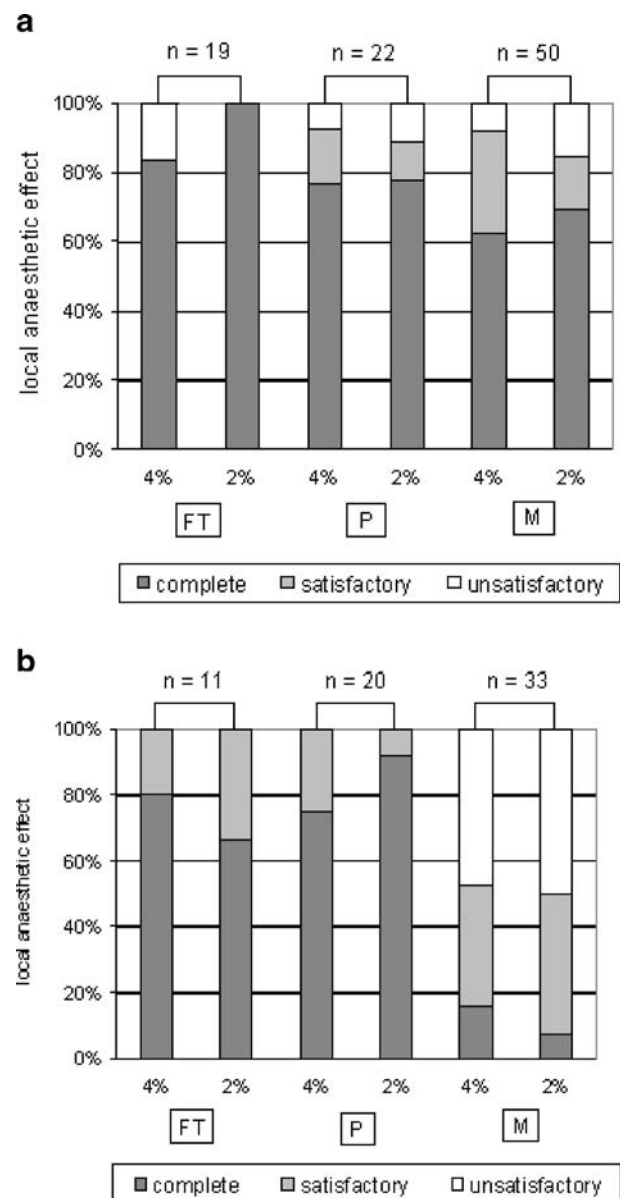 a
n = 19 n = 22 n = 50
100%
80%
60%
40%
20%
0%
local anaesthetic effect
4% 2% 4% 2% 4% 2%
FT P M
complete satisfactory unsatisfactory
b
n = 11 n = 20 n = 33
100%
80%
60%
40%
20%
0%
local anaesthetic effect
4% 2% 4% 2% 4% 2%
FT P M
complete satisfactory unsatisfactory